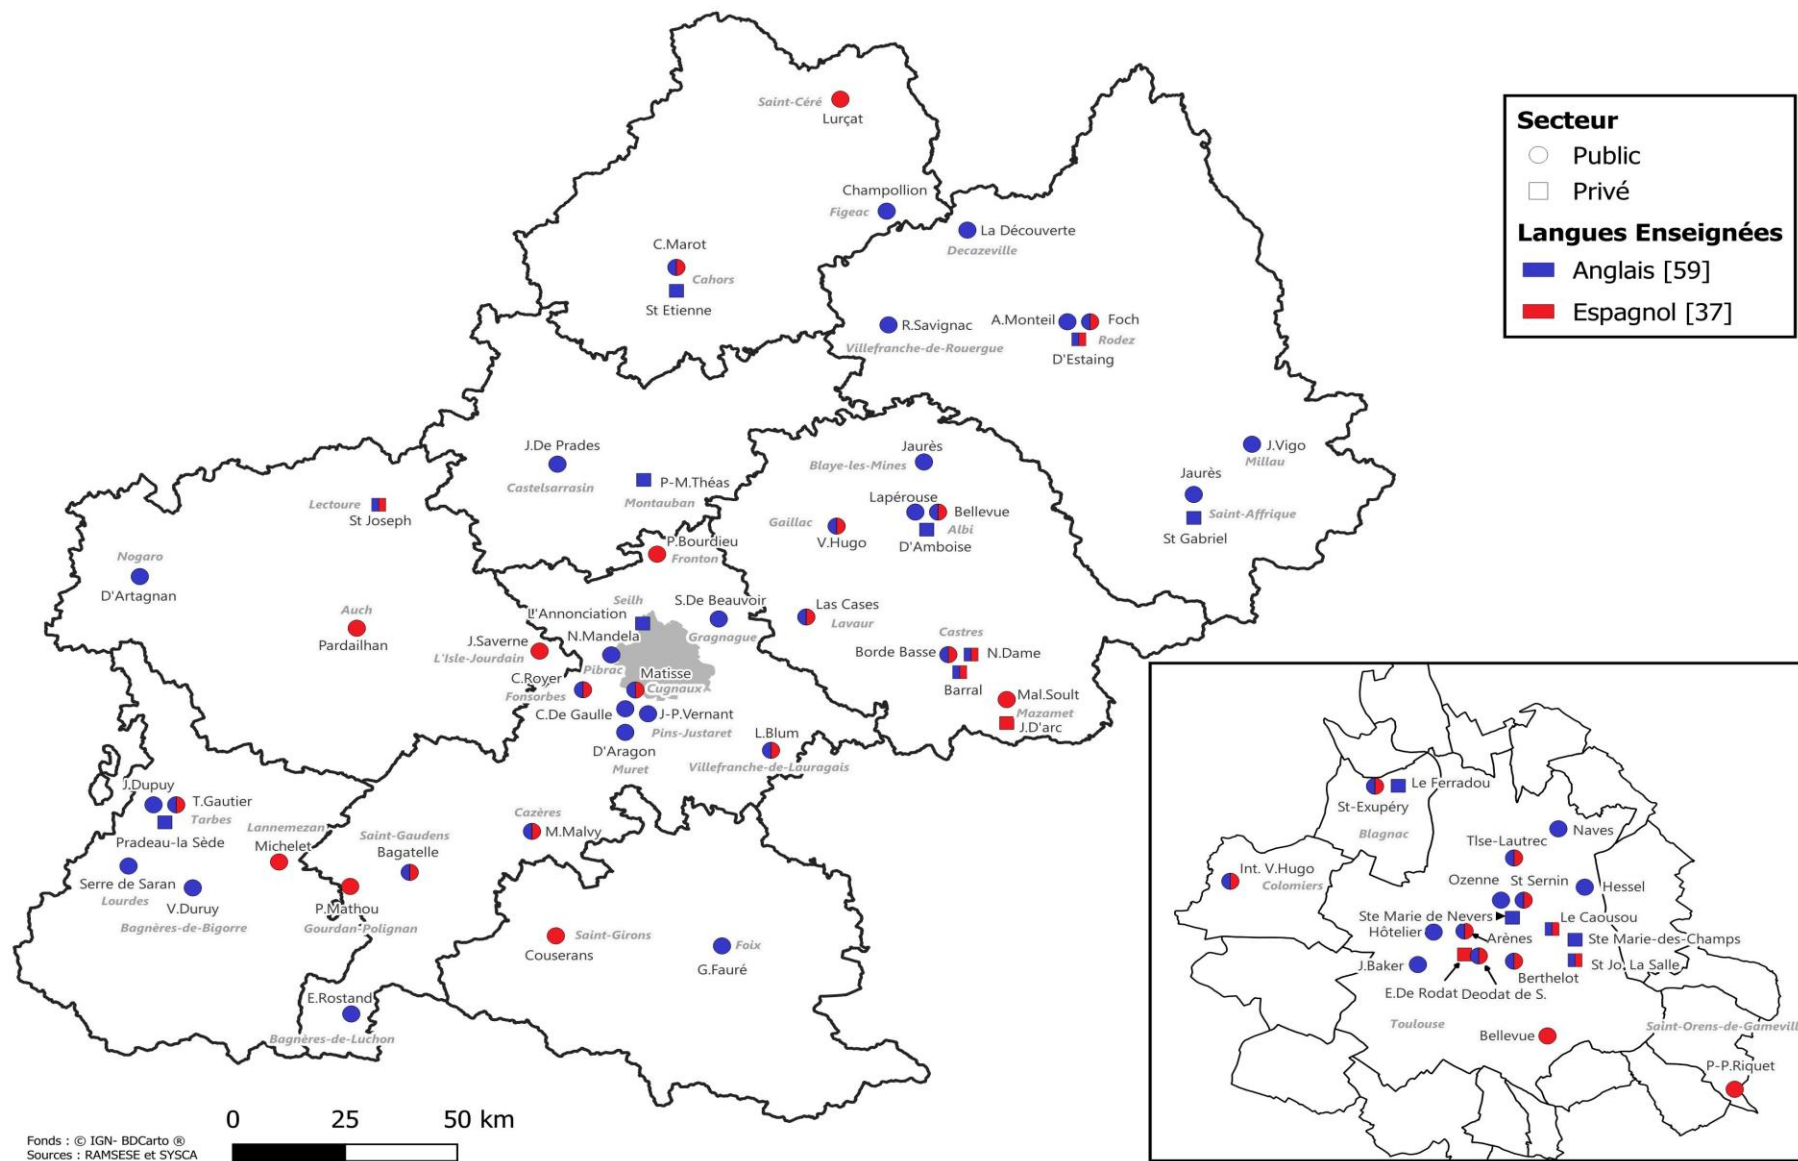 Saint-Céré
Lurçat
Champollion
Figeac
La Découverte
Decazeville
C.Marot
Cahors
St Etienne
R.Savignac
Villefranche-de-Rouergue
A.Monteil
Foch
Rodez
D'Estaing
J.De Prades
Castelsarrasin
P-M.Théas
Montauban
Jaurès
Blaye-les-Mines
J.Vigo
Millau
Jaurès
Saint-Affrique
St Gabriel
Lapérouse
Bellevue
Albi
D'Amboise
Gaillac
V.Hugo
Lectoure
St Joseph
Nogaro
D'Artagnan
Auch
Pardailhan
P.Bourdieu
Fronton
Seilh
L'Annonciation
S.De Beauvoir
Gragnague
N.Mandela
Pibrac
J.Saverne
L'Isle-Jourdain
Matisse
Cugnaux
C.Royer
Fonsorbes
C.De Gaulle
J-P.Vernant
Pins-Justaret
D'Aragon
Muret
Las Cases
Lavaur
Castres
Borde Basse
N.Dame
Barral
Mal.Soult
Mazamet
J.D'arc
L.Blum
Villefranche-de-Lauragais
J.Dupuy
T.Gautier
Tarbes
Pradeau-la Sède
Lannemezan
Michelet
Serre de Saran
Lourdes
V.Duruy
Bagnères-de-Bigorre
Saint-Gaudens
Bagatelle
P.Mathou
Gourdan-Polignan
Cazères
M.Malvy
Saint-Girons
Couserans
Foix
G.Fauré
E.Rostand
Bagnères-de-Luchon
0 25 50 km
Fonds : © IGN- BDCarto ®
Sources : RAMSESE et SYSCA
Secteur
Public
Privé
Langues Enseignées
Anglais [59]
Espagnol [37]
Le Ferradou
St-Exupéry
Blagnac
Naves
Tlse-Lautrec
Int. V.Hugo
Colomiers
Ozenne
St Sernin
Hessel
Ste Marie de Nevers
Le Caousou
Hôtelier
Arènes
Ste Marie-des-Champs
J.Baker
Berthelot
St Jo. La Salle
E.De Rodat
Deodat de S.
Toulouse
Bellevue
Saint-Orens-de-Gamevill
P-P.Riquet